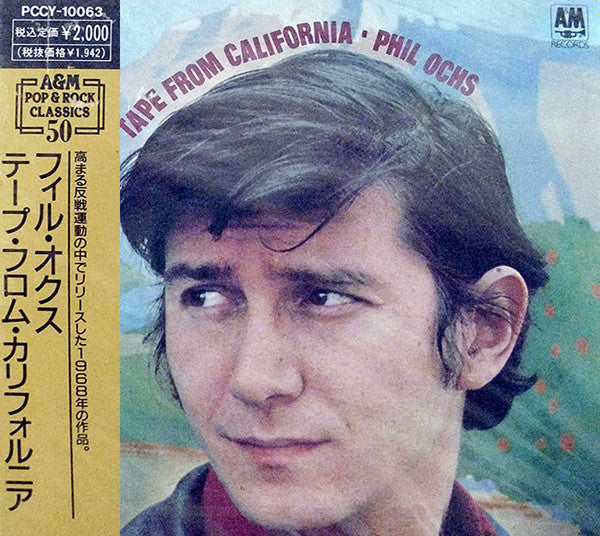 PCCY-10063
税込定価¥2,000
(税抜価格¥1,942)
A&M
POP & ROCK
CLASSICS
50
高まる反戦運動の中でリリースした1968年の作品。
フィル・オクス
テープ・フロム・カリフォルニア
TAPE FROM CALIFORNIA · PHIL OCHS
A&M
RECORDS